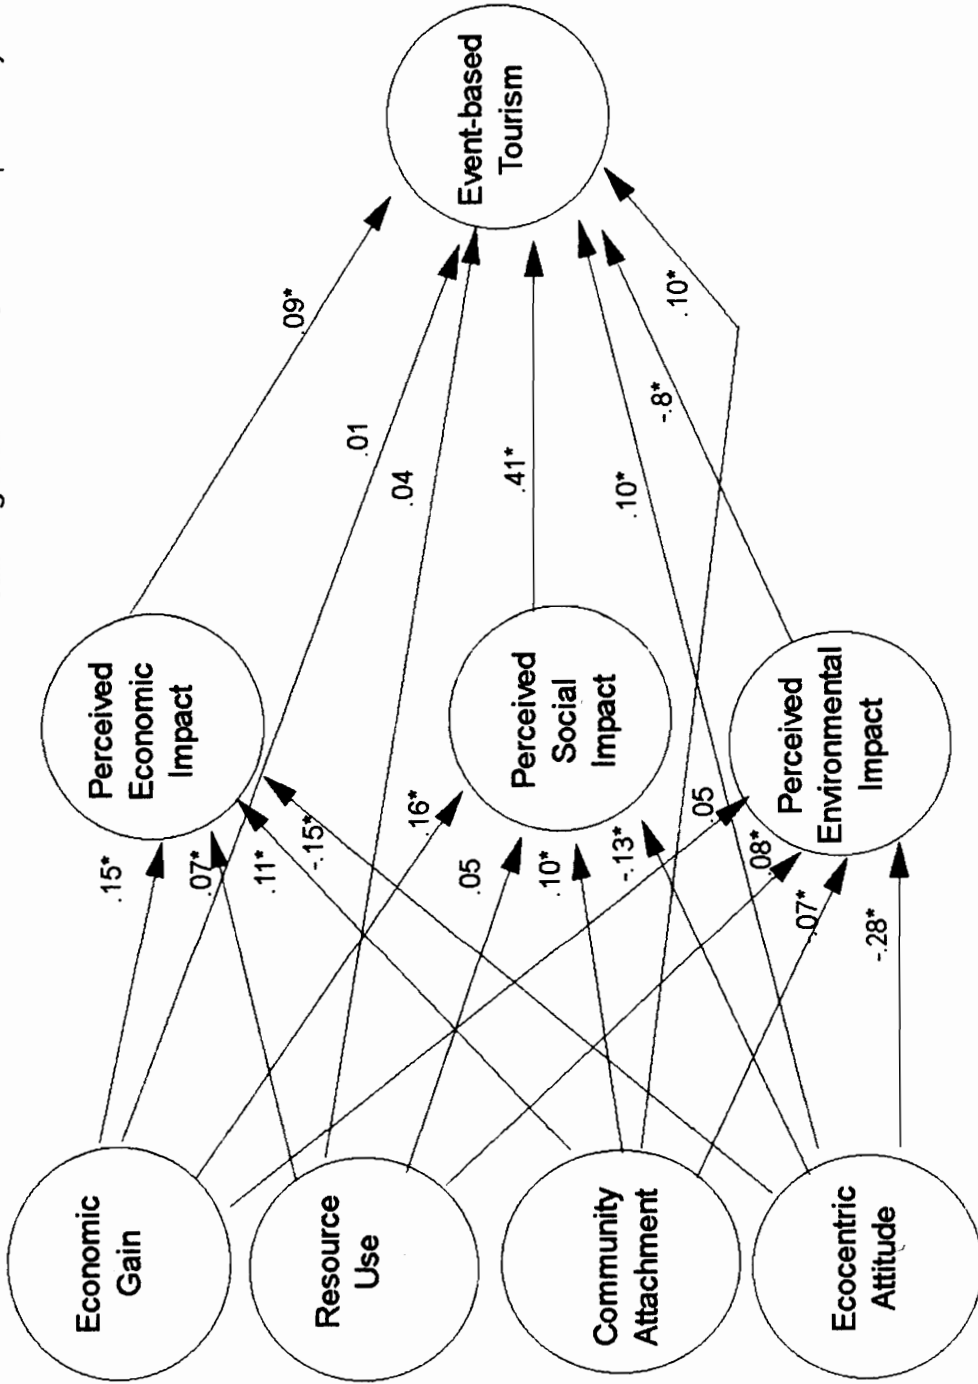 Economic
Gain
Resource
Use
Community
Attachment
Ecocentric
Attitude
.15*
.07*
.11*
-.15*
.16*
.05
.10*
-.13*
.05
.08*
.07*
-.28*
Perceived
Economic
Impact
Perceived
Social
Impact
Perceived
Environmental
Impact
.09*
.01
.04
.41*
.10*
-.8*
.10*
Event-based
Tourism